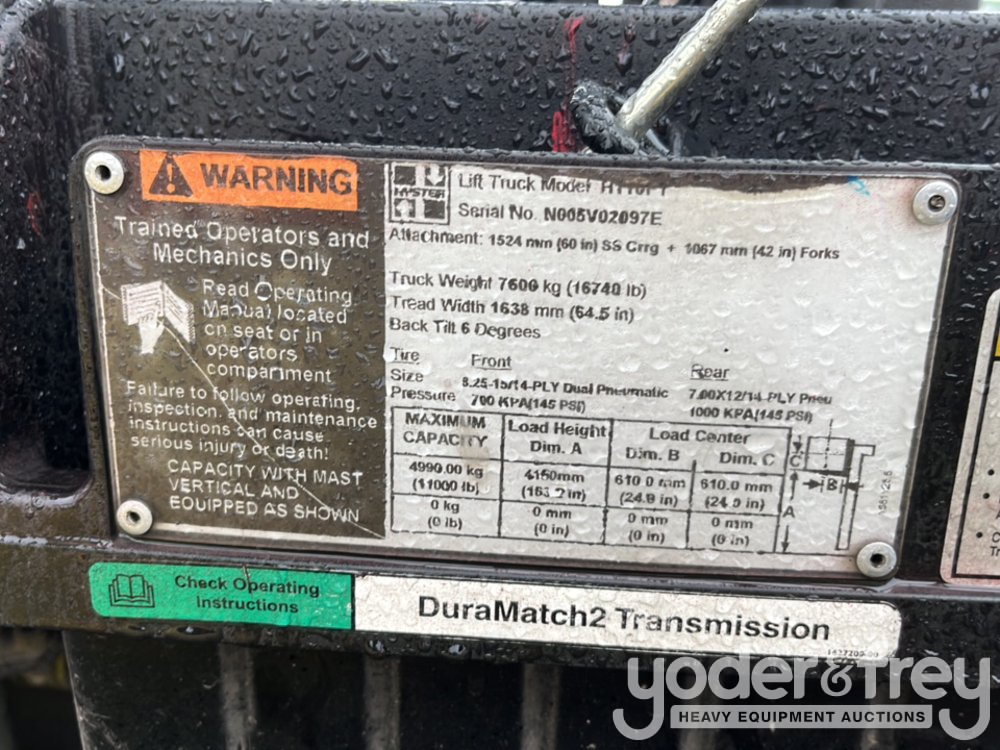 WARNING
Trained Operators and
Mechanics Only
Read Operating
Manual located
on seat or in
operators
compartment
Failure to follow operating,
inspection, and maintenance
instructions can cause
serious injury or death!
CAPACITY WITH MAST
VERTICAL AND
EQUIPPED AS SHOWN
HYSTER
Lift Truck Model
Serial No. N005V02097E
Attachment: 1524 mm (60 in) SS Crrg + 1067 mm (42 in) Forks
Truck Weight 7600 kg (16740 lb)
Tread Width 1638 mm (64.5 in)
Back Tilt 6 Degrees
Tire Front Rear
Size 8.25-15/14-PLY Dual Pneumatic 7.00X12/14-PLY Pneu
Pressure 700 KPA(145 PSI) 1000 KPA(145 PSI)
MAXIMUM Load Height Load Center
CAPACITY Dim. A Dim. B Dim. C
4990.00 kg 4150mm 610.0 mm 610.0 mm
(11000 lb) in) in) in)
0 kg 0 mm 0 mm 0 mm
(0 lb) (0 in) (0 in) (0 in)
C
B
A
Check Operating
Instructions
DuraMatch2 Transmission
yoder&frey
HEAVY EQUIPMENT AUCTIONS